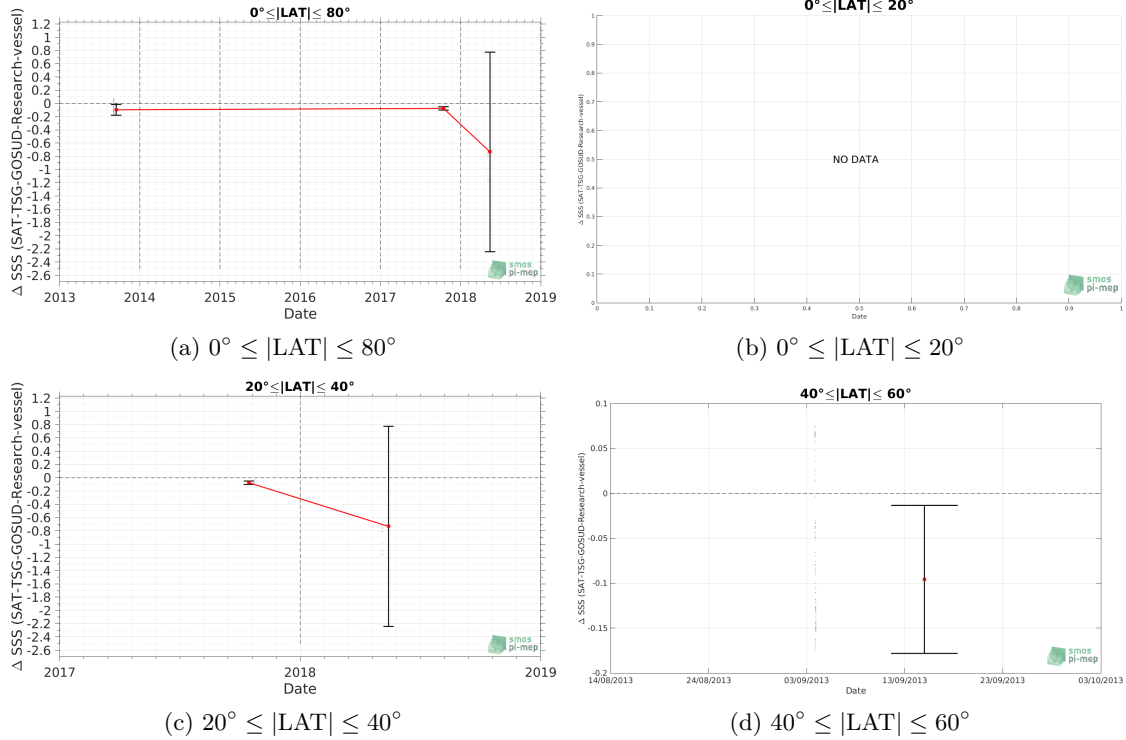 0°≤|LAT|≤ 80°
Δ SSS (SAT-TSG-GOSUD-Research-vessel)
1.2
1
0.8
0.6
0.4
0.2
0
-0.2
-0.4
-0.6
-0.8
-1
-1.2
-1.4
-1.6
-1.8
-2
-2.2
-2.4
-2.6
2013 2014 2015 2016 2017 2018 2019
Date
smos
pi-mep
(a) 0° ≤ |LAT| ≤ 80°
0°≤|LAT|≤ 20°
Δ SSS (SAT-TSG-GOSUD-Research-vessel)
1
0.9
0.8
0.7
0.6
0.5
0.4
0.3
0.2
0.1
0
NO DATA
0 0.1 0.2 0.3 0.4 0.5 0.6 0.7 0.8 0.9 1
Date
smos
pi-mep
(b) 0° ≤ |LAT| ≤ 20°
20°≤|LAT|≤ 40°
Δ SSS (SAT-TSG-GOSUD-Research-vessel)
1.2
1
0.8
0.6
0.4
0.2
0
-0.2
-0.4
-0.6
-0.8
-1
-1.2
-1.4
-1.6
-1.8
-2
-2.2
-2.4
-2.6
2017 2018 2019
Date
smos
pi-mep
(c) 20° ≤ |LAT| ≤ 40°
40°≤|LAT|≤ 60°
Δ SSS (SAT-TSG-GOSUD-Research-vessel)
0.1
0.05
0
-0.05
-0.1
-0.15
-0.2
14/08/2013 24/08/2013 03/09/2013 13/09/2013 23/09/2013 03/10/2013
Date
smos
pi-mep
(d) 40° ≤ |LAT| ≤ 60°